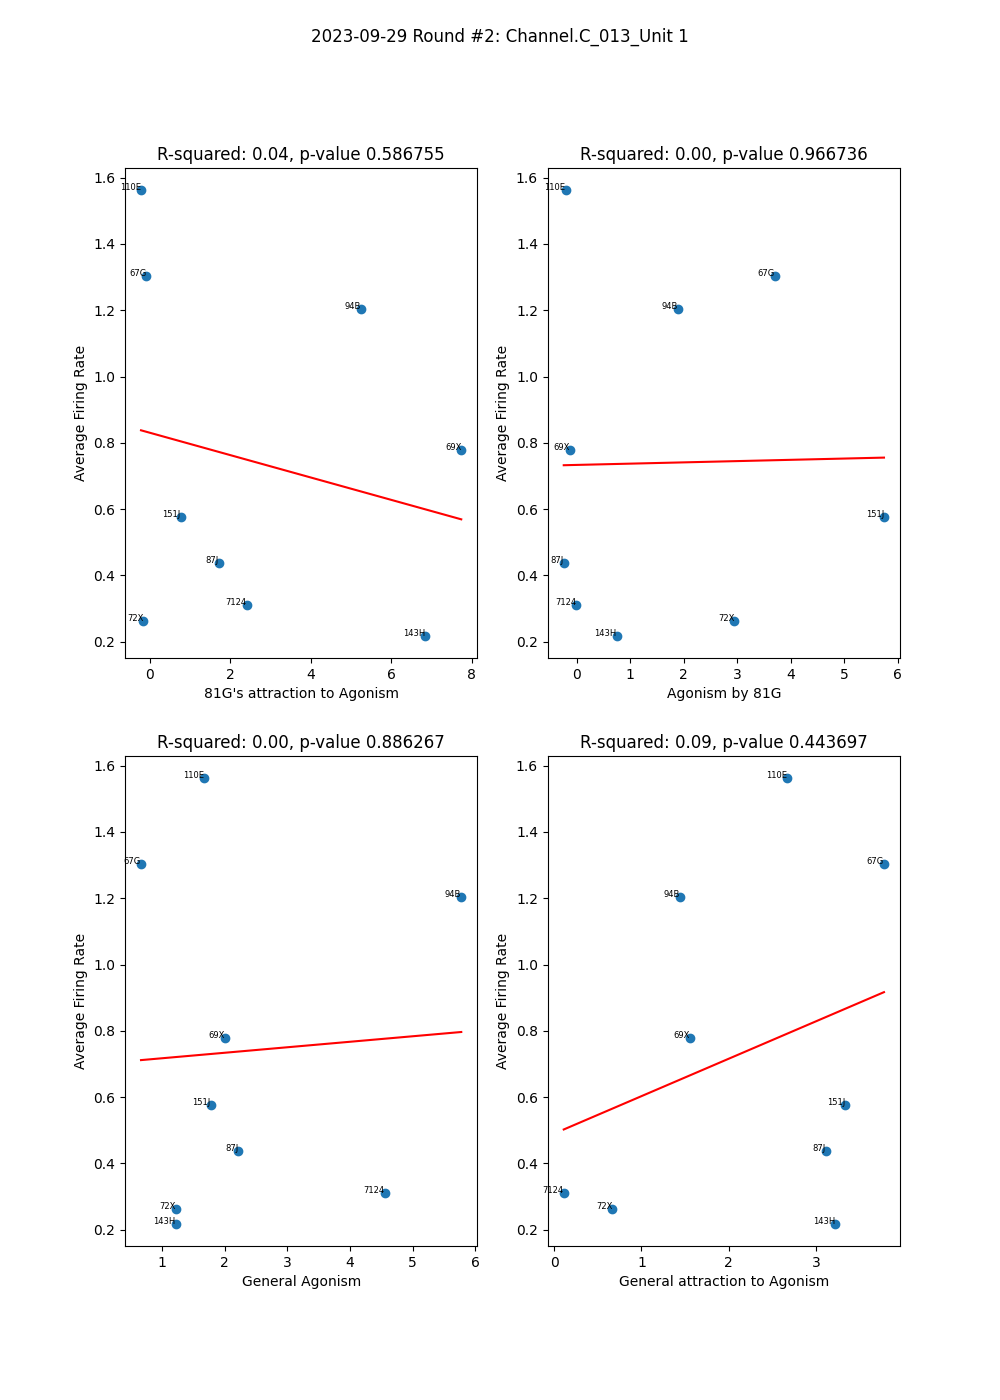 2023-09-29 Round #2: Channel.C_013_Unit 1
R-squared: 0.04, p-value 0.586755
1.6
1.4
1.2
1.0
0.8
0.6
0.4
0.2
Average Firing Rate
110E
67G
94B
69X
151J
87J
7124
72X
143H
0 2 4 6 8
81G's attraction to Agonism
R-squared: 0.00, p-value 0.966736
1.6
1.4
1.2
1.0
0.8
0.6
0.4
0.2
Average Firing Rate
110E
67G
94B
69X
151J
87J
7124
72X
143H
0 1 2 3 4 5 6
Agonism by 81G
R-squared: 0.00, p-value 0.886267
1.6
1.4
1.2
1.0
0.8
0.6
0.4
0.2
Average Firing Rate
110E
67G
94B
69X
151J
87J
7124
72X
143H
1 2 3 4 5 6
General Agonism
R-squared: 0.09, p-value 0.443697
1.6
1.4
1.2
1.0
0.8
0.6
0.4
0.2
Average Firing Rate
110E
67G
94B
69X
151J
87J
7124
72X
143H
0 1 2 3
General attraction to Agonism